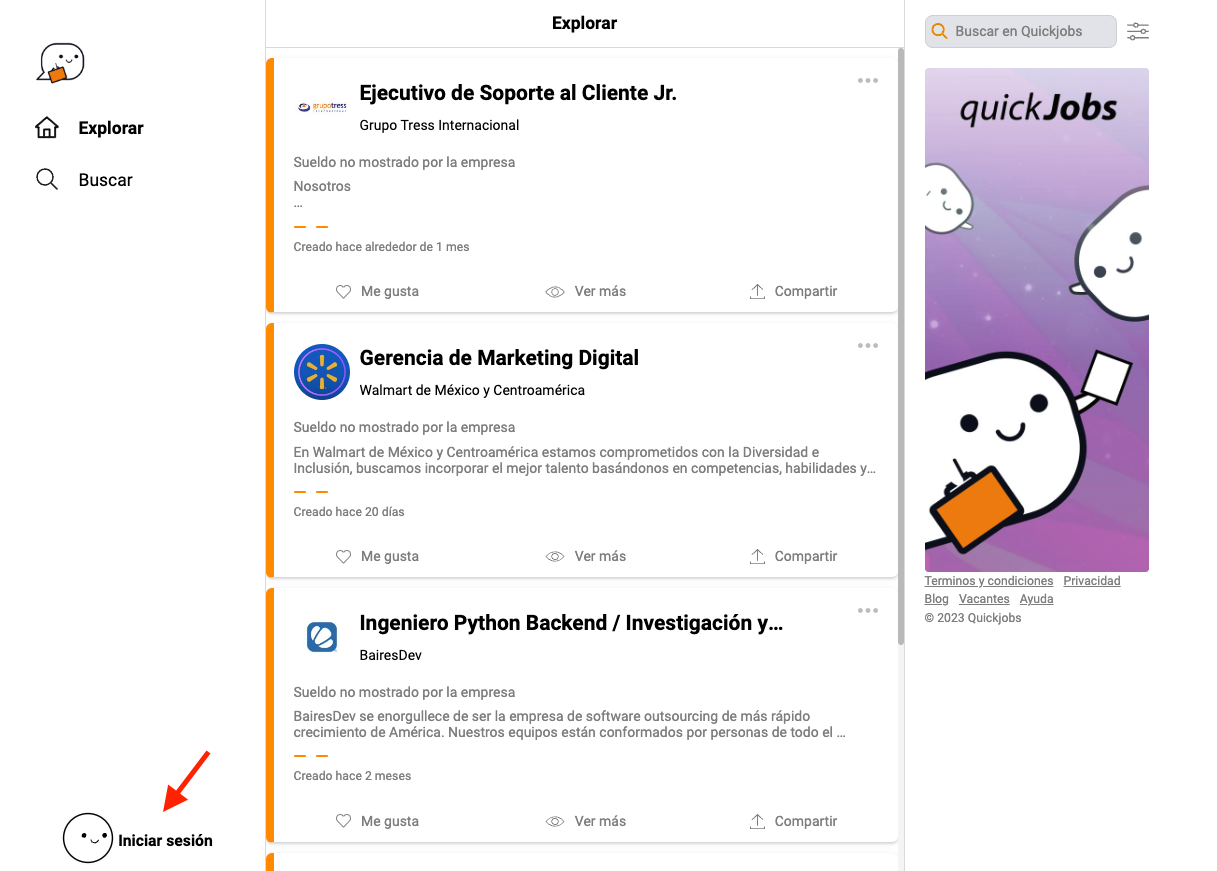 Explorar
Buscar
Iniciar sesión
Explorar
grupotress
Ejecutivo de Soporte al Cliente Jr.
Grupo Tress Internacional
Sueldo no mostrado por la empresa
Nosotros
...
Creado hace alrededor de 1 mes
Me gusta
Ver más
Compartir
Gerencia de Marketing Digital
Walmart de México y Centroamérica
Sueldo no mostrado por la empresa
En Walmart de México y Centroamérica estamos comprometidos con la Diversidad e
Inclusión, buscamos incorporar el mejor talento basándonos en competencias, habilidades y...
Creado hace 20 días
Me gusta
Ver más
Compartir
Ingeniero Python Backend / Investigación y...
BairesDev
Sueldo no mostrado por la empresa
BairesDev se enorgullece de ser la empresa de software outsourcing de más rápido
crecimiento de América. Nuestros equipos están conformados por personas de todo el ...
Creado hace 2 meses
Me gusta
Ver más
Compartir
Buscar en Quickjobs
quickJobs
Terminos y condiciones Privacidad
Blog Vacantes Ayuda
© 2023 Quickjobs